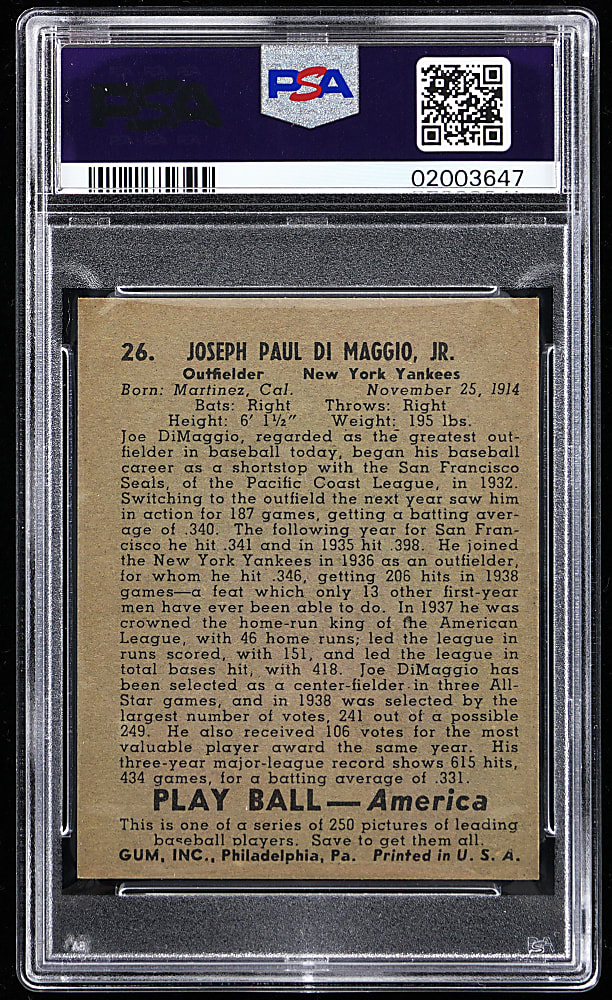 PSA
PSA
02003647
26. JOSEPH PAUL DI MAGGIO, JR.
Outfielder New York Yankees
Born: Martinez, Cal. November 25, 1914
Bats: Right Throws: Right
Height: 6' 1½" Weight: 195 lbs.
Joe DiMaggio, regarded as the greatest out-
fielder in baseball today, began his baseball
career as a shortstop with the San Francisco
Seals, of the Pacific Coast League, in 1932.
Switching to the outfield the next year saw him
in action for 187 games, getting a batting aver-
age of .340. The following year for San Fran-
cisco he hit .341 and in 1935 hit .398. He joined
the New York Yankees in 1936 as an outfielder,
for whom he hit .346, getting 206 hits in 1938
games—a feat which only 13 other first-year
men have ever been able to do. In 1937 he was
crowned the home-run king of the American
League, with 46 home runs; led the league in
runs scored, with 151, and led the league in
total bases hit, with 418. Joe DiMaggio has
been selected as a center-fielder in three All-
Star games, and in 1938 was selected by the
largest number of votes, 241 out of a possible
249. He also received 106 votes for the most
valuable player award the same year. His
three-year major-league record shows 615 hits,
434 games, for a batting average of .331.
PLAY BALL—America
This is one of a series of 250 pictures of leading
baseball players. Save to get them all.
GUM, INC., Philadelphia, Pa. Printed in U. S. A.
PSA